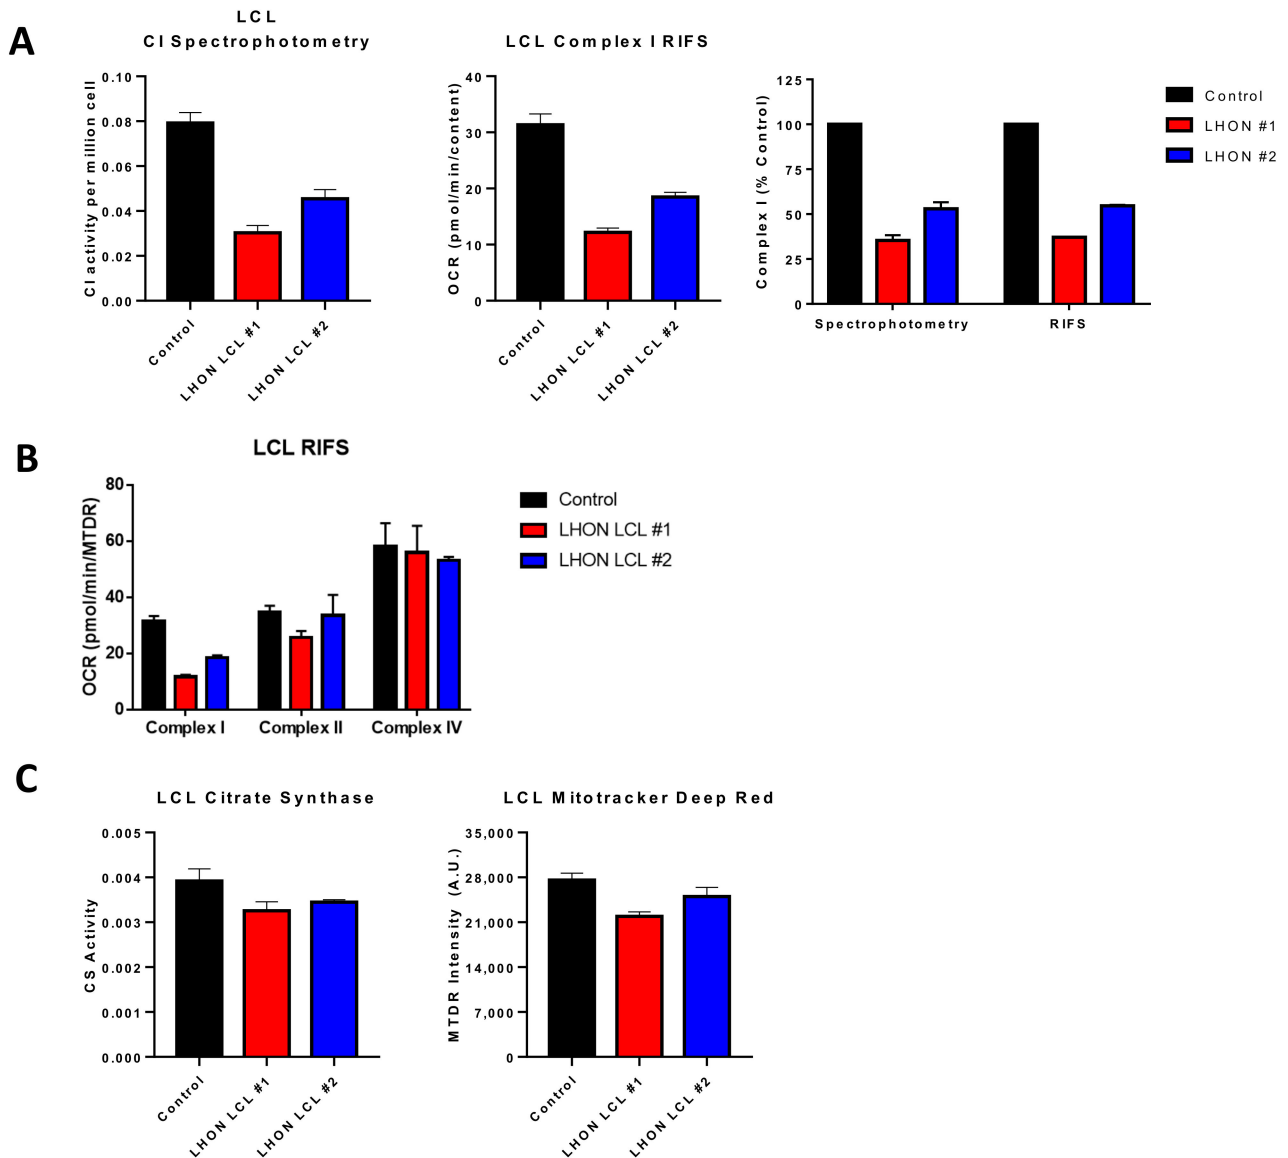 A
LCL
CI Spectrophotometry
CI activity per million cell
0.10
0.08
0.06
0.04
0.02
0.00
Control
LHON LCL #1
LHON LCL #2
LCL Complex I RIFS
OCR (pmol/min/content)
40
30
20
10
0
Control
LHON LCL #1
LHON LCL #2
Complex I (% Control)
125
100
75
50
25
0
Spectrophotometry
RIFS
Control
LHON #1
LHON #2
B
LCL RIFS
OCR (pmol/min/MTDR)
80
60
40
20
0
Complex I
Complex II
Complex IV
Control
LHON LCL #1
LHON LCL #2
C
LCL Citrate Synthase
CS Activity
0.005
0.004
0.003
0.002
0.001
0.000
Control
LHON LCL #1
LHON LCL #2
LCL Mitotracker Deep Red
MTDR Intensity (A.U.)
35,000
28,000
21,000
14,000
7,000
0
Control
LHON LCL #1
LHON LCL #2